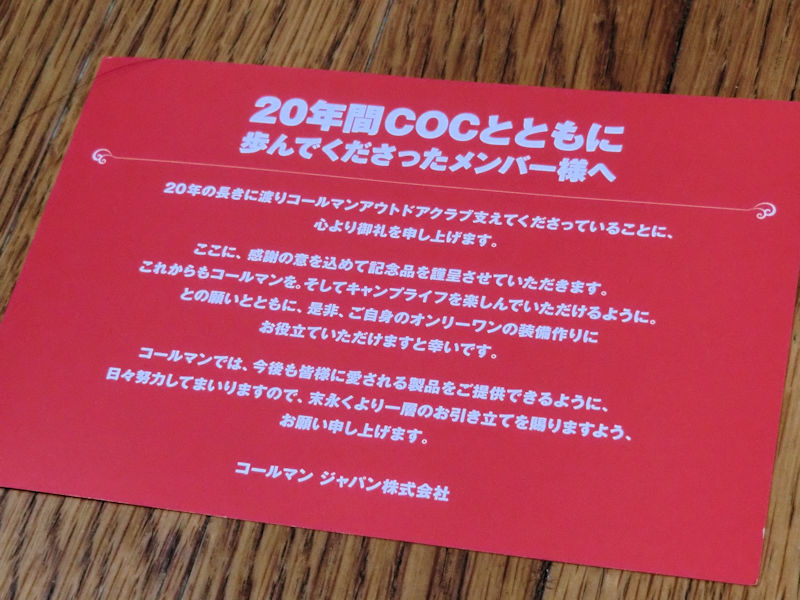 20年間COCとともに
歩んでくださったメンバー様へ
20年の長きに渡りコールマンアウトドアクラブ支えてくださっていることに、
心より御礼を申し上げます。
ここに、感謝の意を込めて記念品を謹呈させていただきます。
これからもコールマンを。そしてキャンプライフを楽しんでいただけるように。
との願いとともに、是非、ご自身のオンリーワンの装備作りに
お役立ていただけますと幸いです。
コールマンでは、今後も皆様に愛される製品をご提供できるように、
日々努力してまいりますので、末永くより一層のお引き立てを賜りますよう、
お願い申し上げます。
コールマン ジャパン株式会社